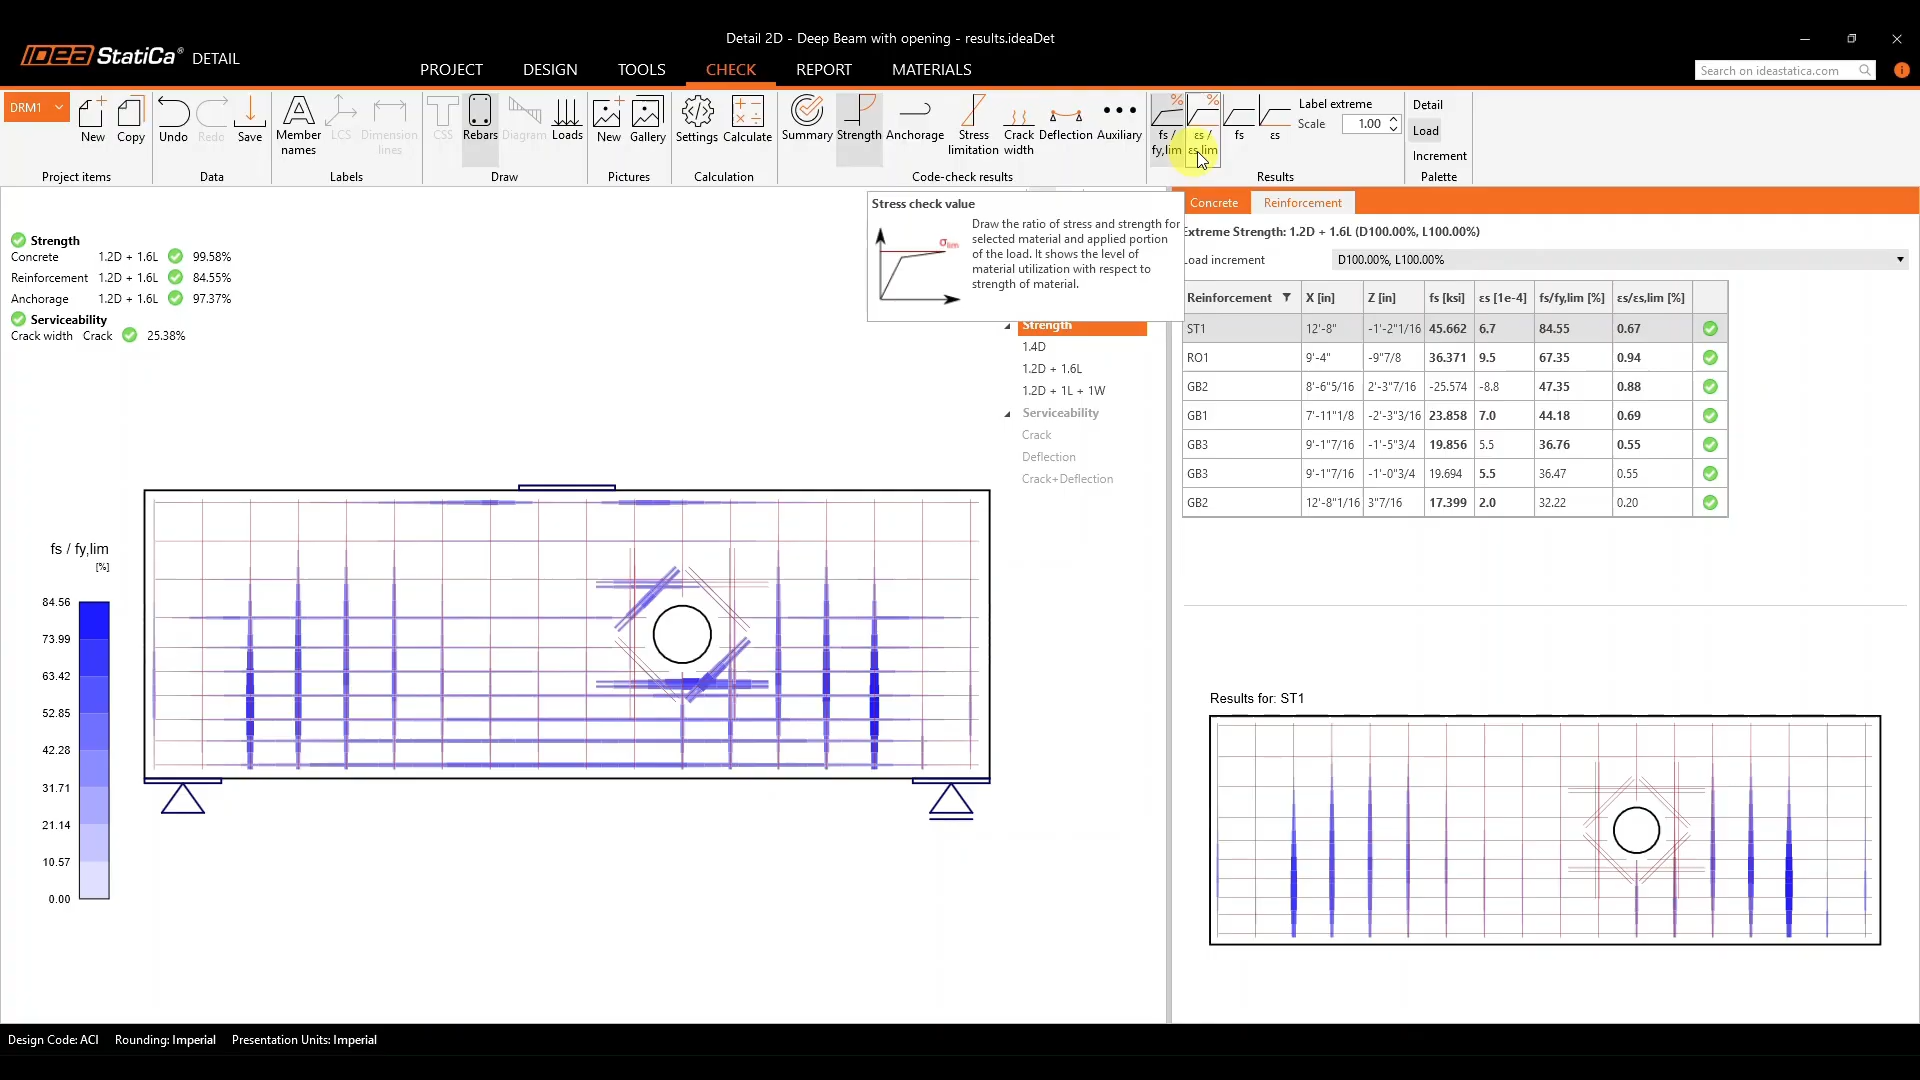 Detail 2D - Deep Beam with opening - results.ideaDet
IDEA StatiCa® DETAIL
PROJECT DESIGN TOOLS CHECK REPORT MATERIALS
Search on ideastatica.com
DRM1
New Copy Undo Redo Save Member names LCS Dimension lines CSS Rebars Diagram Loads New Gallery Settings Calculate Summary Strength Anchorage Stress limitation Crack width Deflection Auxiliary fs / fy,lim εs / εs,lim fs εs
Label extreme
Scale 1.00
Detail
Load
Increment
Project items Data Labels Draw Pictures Calculation Code-check results Results Palette
Stress check value
Draw the ratio of stress and strength for
selected material and applied portion
of the load. It shows the level of
material utilization with respect to
strength of material.
σlim
Strength
Concrete 1.2D + 1.6L 99.58%
Reinforcement 1.2D + 1.6L 84.55%
Anchorage 1.2D + 1.6L 97.37%
Serviceability
Crack width Crack 25.38%
Strength
1.4D
1.2D + 1.6L
1.2D + 1L + 1W
Serviceability
Crack
Deflection
Crack+Deflection
fs / fy,lim
[%]
84.56
73.99
63.42
52.85
42.28
31.71
21.14
10.57
0.00
Concrete Reinforcement
Extreme Strength: 1.2D + 1.6L (D100.00%, L100.00%)
Load increment D100.00%, L100.00%
Reinforcement X [in] Z [in] fs [ksi] εs [1e-4] fs/fy,lim [%] εs/εs,lim [%]
ST1 12'-8" -1'-2"1/16 45.662 6.7 84.55 0.67
RO1 9'-4" -9"7/8 36.371 9.5 67.35 0.94
GB2 8'-6"5/16 2'-3"7/16 -25.574 -8.8 47.35 0.88
GB1 7'-11"1/8 -2'-3"3/16 23.858 7.0 44.18 0.69
GB3 9'-1"7/16 -1'-5"3/4 19.856 5.5 36.76 0.55
GB3 9'-1"7/16 -1'-0"3/4 19.694 5.5 36.47 0.55
GB2 12'-8"1/16 3"7/16 17.399 2.0 32.22 0.20
Results for: ST1
Design Code: ACI Rounding: Imperial Presentation Units: Imperial